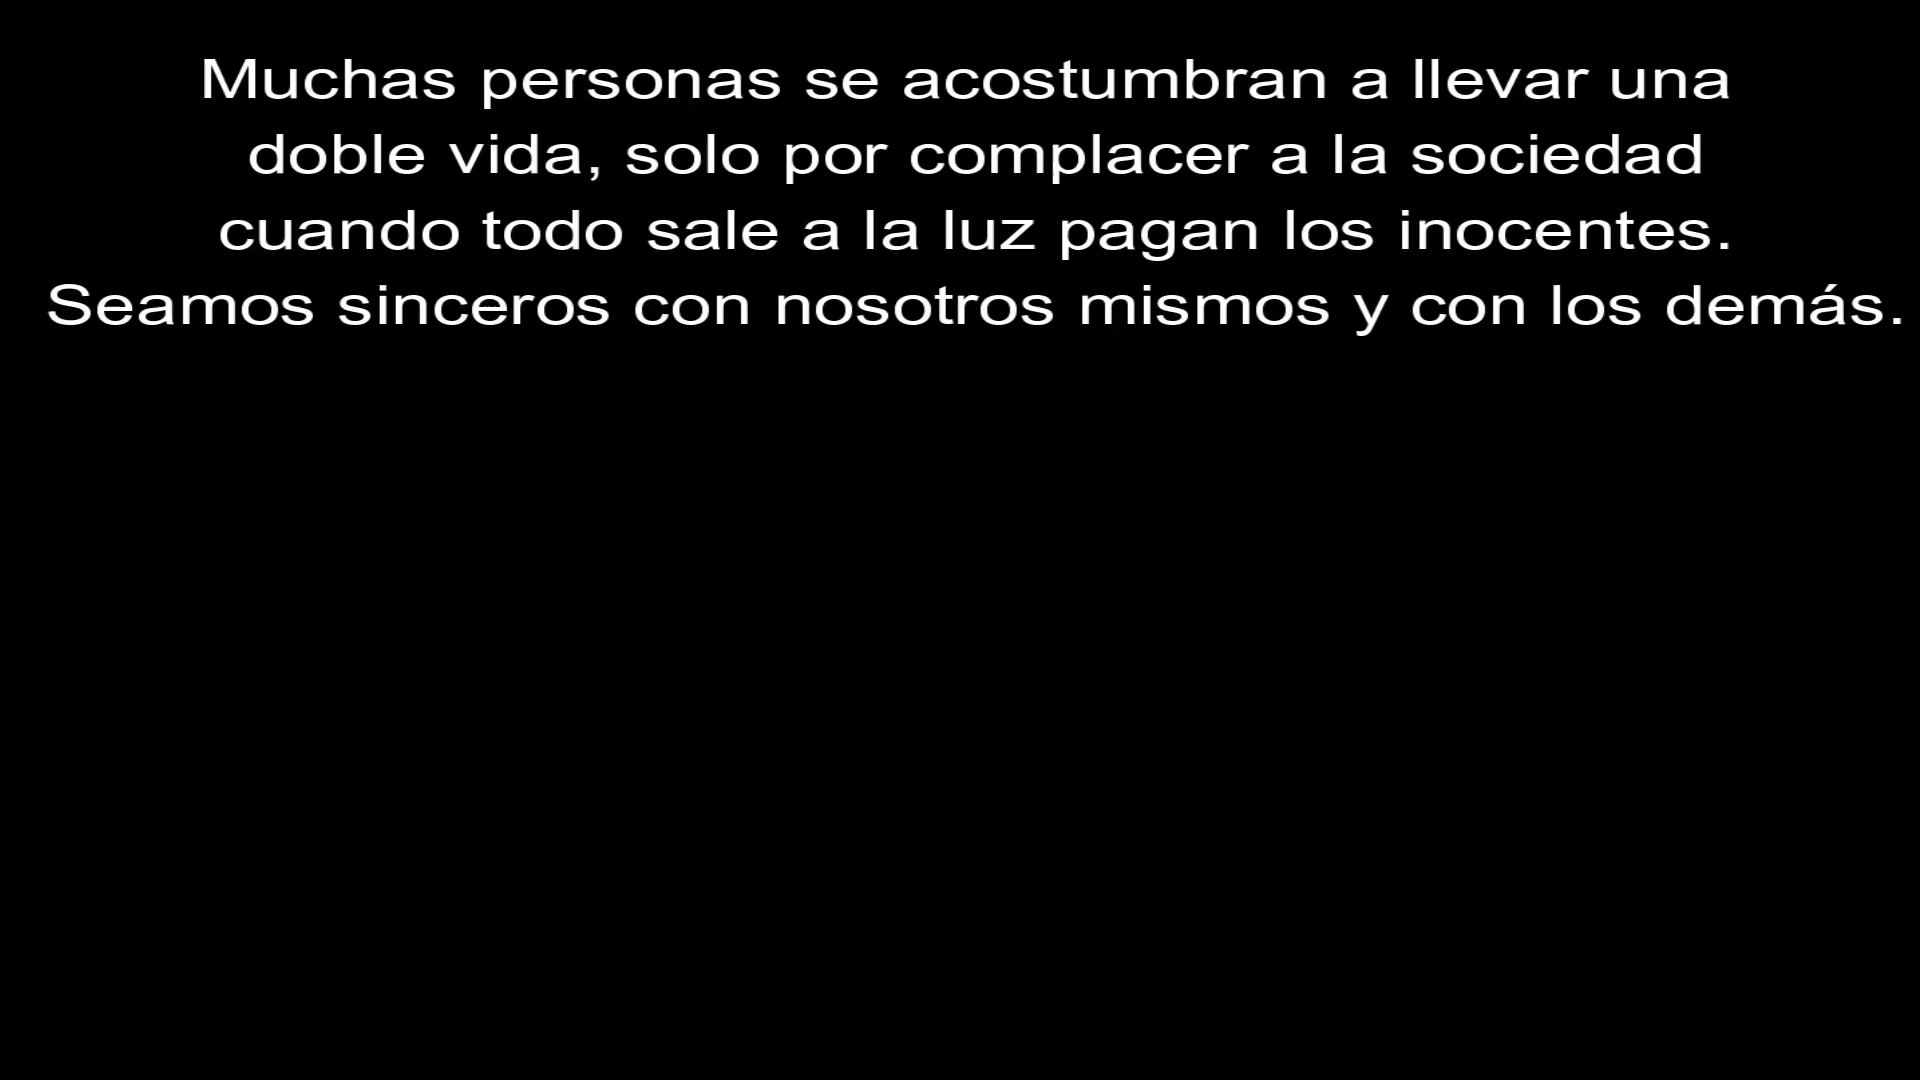 Muchas personas se acostumbran a llevar una
doble vida, solo por complacer a la sociedad
cuando todo sale a la luz pagan los inocentes.
Seamos sinceros con nosotros mismos y con los demás.